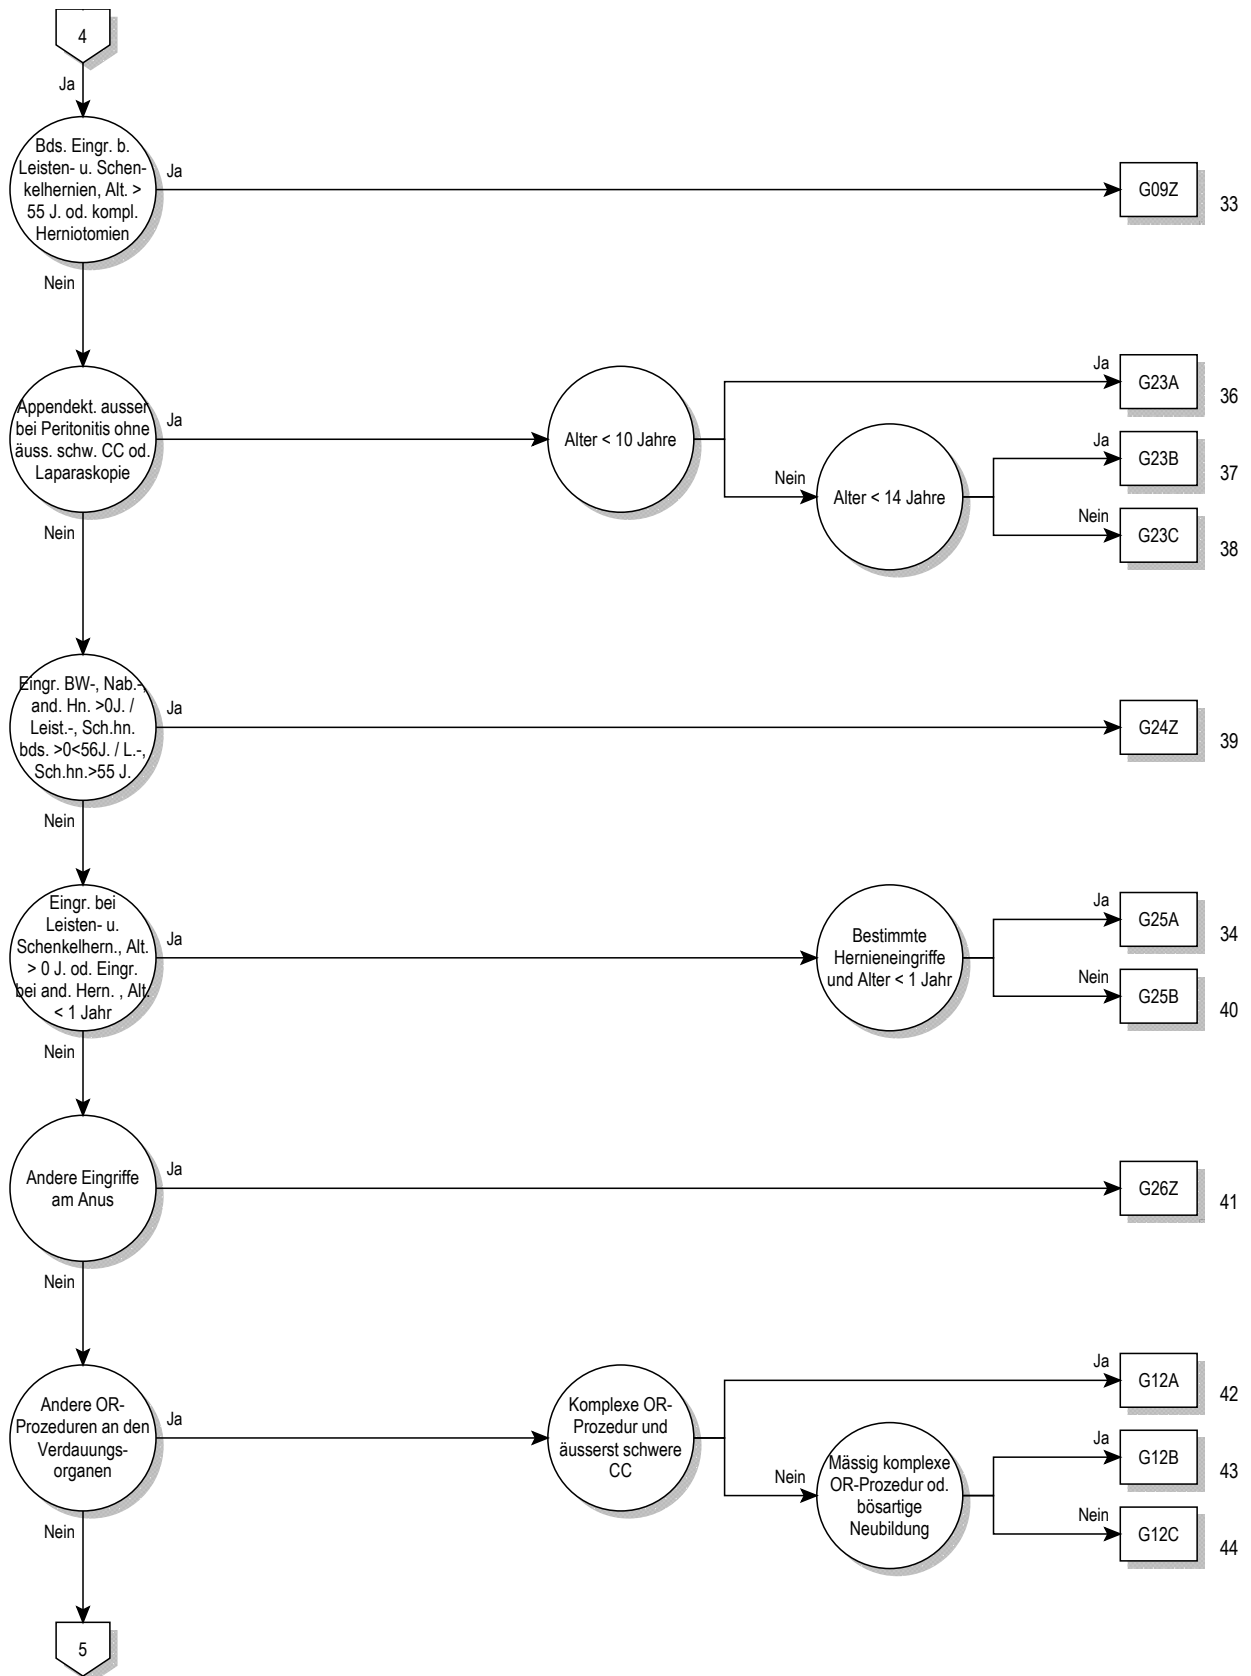 4
Ja
Bds. Eingr. b.
Leisten- u. Schen-
kelhernien, Alt. >
55 J. od. kompl.
Herniotomien
Ja
G09Z
33
Nein
Appendekt. ausser
bei Peritonitis ohne
äuss. schw. CC od.
Laparaskopie
Ja
Alter < 10 Jahre
Ja
G23A
36
Nein
Alter < 14 Jahre
Ja
G23B
37
Nein
G23C
38
Nein
Eingr. BW-, Nab.-,
and. Hn. >0J. /
Leist.-, Sch.hn.
bds. >0<56J. / L.-,
Sch.hn.>55 J.
Ja
G24Z
39
Nein
Eingr. bei
Leisten- u.
Schenkelhern., Alt.
> 0 J. od. Eingr.
bei and. Hern. , Alt.
< 1 Jahr
Ja
Bestimmte
Hernieneingriffe
und Alter < 1 Jahr
Ja
G25A
34
Nein
G25B
40
Nein
Andere Eingriffe
am Anus
Ja
G26Z
41
Nein
Andere OR-
Prozeduren an den
Verdauungs-
organen
Ja
Komplexe OR-
Prozedur und
äusserst schwere
CC
Ja
G12A
42
Nein
Mässig komplexe
OR-Prozedur od.
bösartige
Neubildung
Ja
G12B
43
Nein
G12C
44
Nein
5